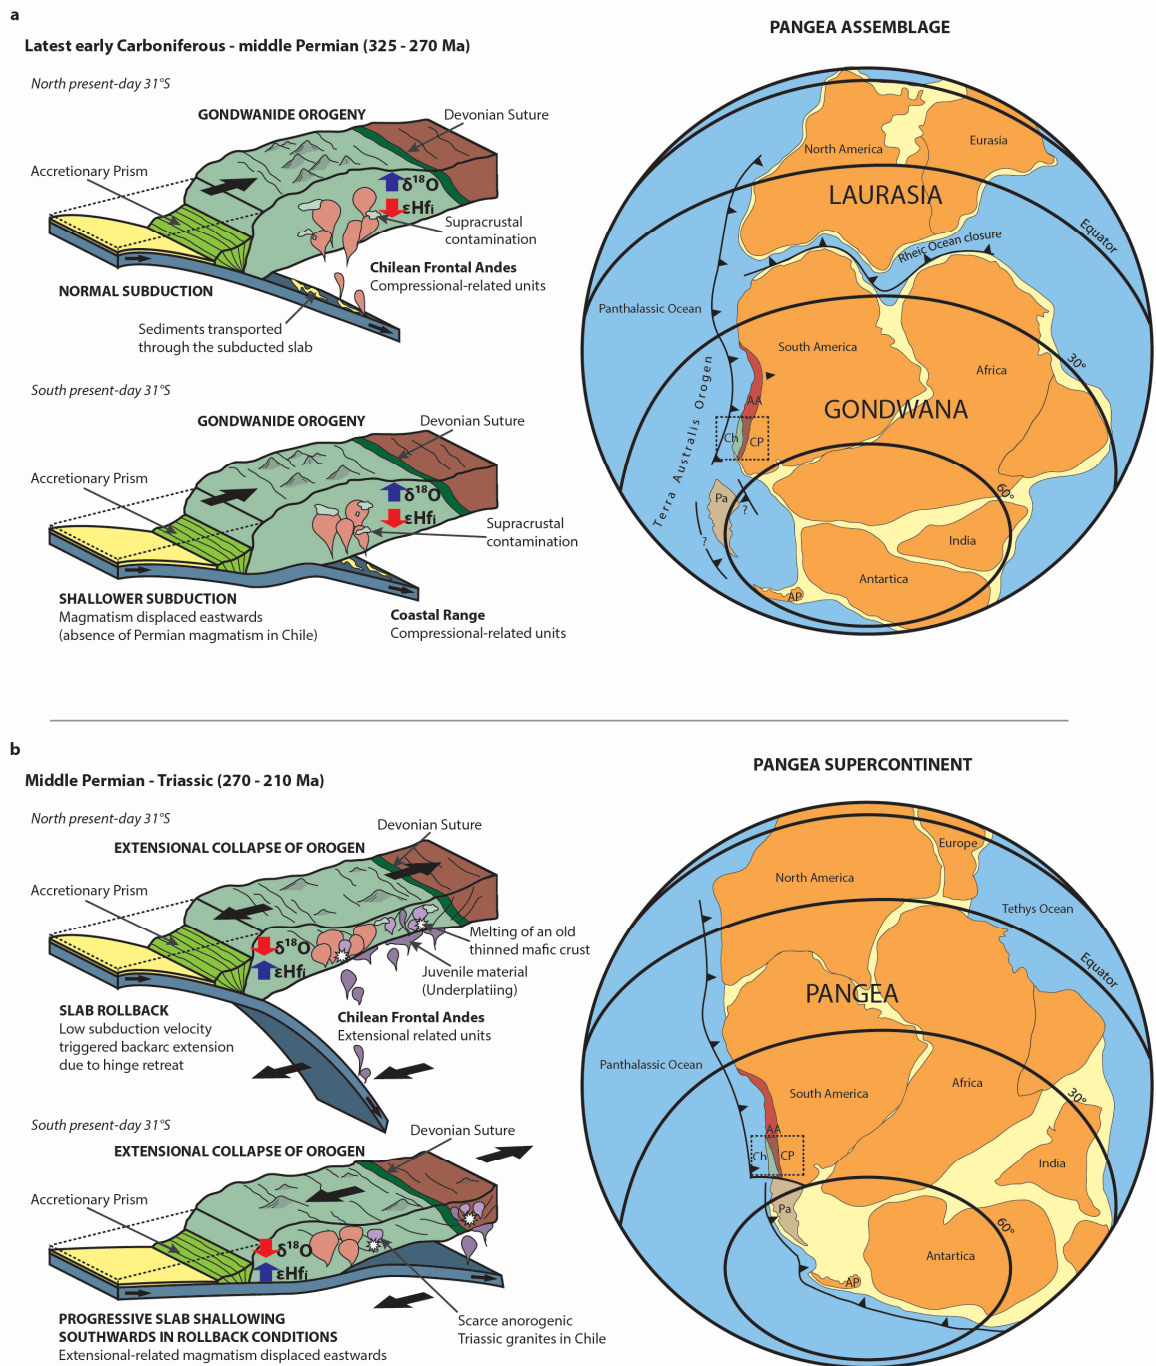 a
Latest early Carboniferous - middle Permian (325 - 270 Ma)
North present-day 31°S
GONDWANIDE OROGENY
Devonian Suture
Accretionary Prism
δ18O
εHfi
Supracrustal
contamination
Chilean Frontal Andes
Compressional-related units
NORMAL SUBDUCTION
Sediments transported
through the subducted slab
South present-day 31°S
GONDWANIDE OROGENY
Devonian Suture
Accretionary Prism
δ18O
εHfi
Supracrustal
contamination
SHALLOWER SUBDUCTION
Magmatism displaced eastwards
(absence of Permian magmatism in Chile)
Coastal Range
Compressional-related units
PANGEA ASSEMBLAGE
North America
Eurasia
LAURASIA
Equator
Rheic Ocean closure
Panthalassic Ocean
South America
Africa
30°
Terra Australis Orogen
AA
GONDWANA
Ch
CP
Pa
?
?
60°
India
Antartica
AP
b
Middle Permian - Triassic (270 - 210 Ma)
North present-day 31°S
Devonian Suture
EXTENSIONAL COLLAPSE OF OROGEN
Accretionary Prism
δ18O
εHfi
Melting of an old
thinned mafic crust
Juvenile material
(Underplatiing)
SLAB ROLLBACK
Low subduction velocity
triggered backarc extension
due to hinge retreat
Chilean Frontal Andes
Extensional related units
South present-day 31°S
Devonian Suture
EXTENSIONAL COLLAPSE OF OROGEN
Accretionary Prism
δ18O
εHfi
Scarce anorogenic
Triassic granites in Chile
PROGRESSIVE SLAB SHALLOWING
SOUTHWARDS IN ROLLBACK CONDITIONS
Extensional-related magmatism displaced eastwards
PANGEA SUPERCONTINENT
Europe
North America
Tethys Ocean
Equator
PANGEA
Panthalassic Ocean
South America
Africa
30°
AA
Ch
CP
India
Pa
60°
Antartica
AP